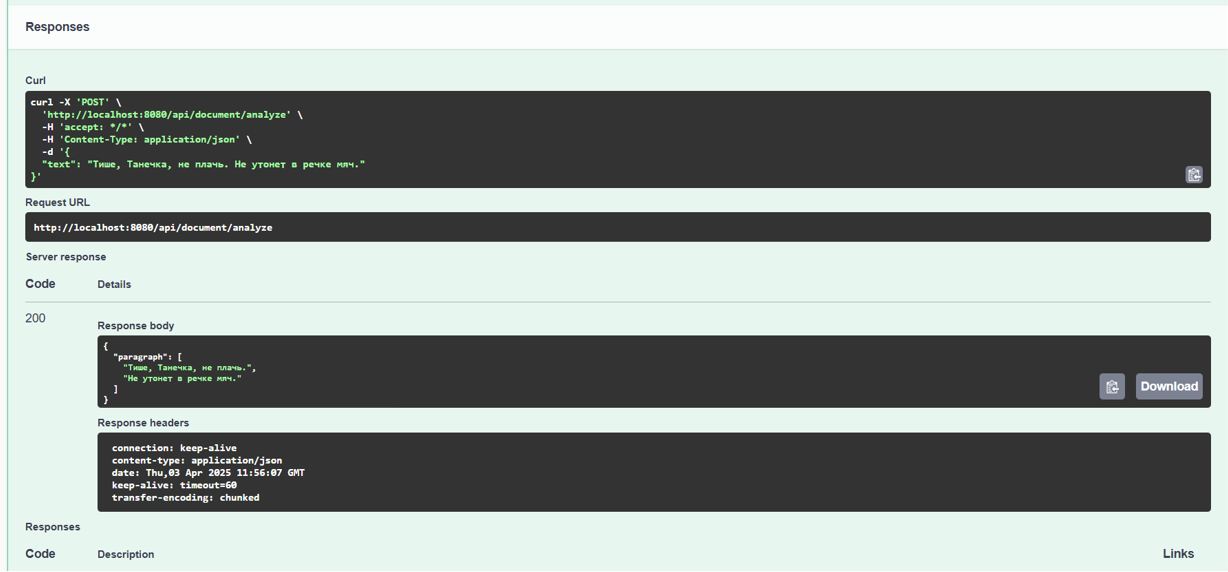 Responses
Curl
curl -X 'POST' \
'http://localhost:8080/api/document/analyze' \
-H 'accept: */*' \
-H 'Content-Type: application/json' \
-d '{
"text": "Тише, Танечка, не плачь. Не утонет в речке мяч."
}'
Request URL
http://localhost:8080/api/document/analyze
Server response
Code Details
200
Response body
{
"paragraph": [
"Тише, Танечка, не плачь.",
"Не утонет в речке мяч."
]
}
Download
Response headers
connection: keep-alive
content-type: application/json
date: Thu,03 Apr 2025 11:56:07 GMT
keep-alive: timeout=60
transfer-encoding: chunked
Responses
Code Description Links